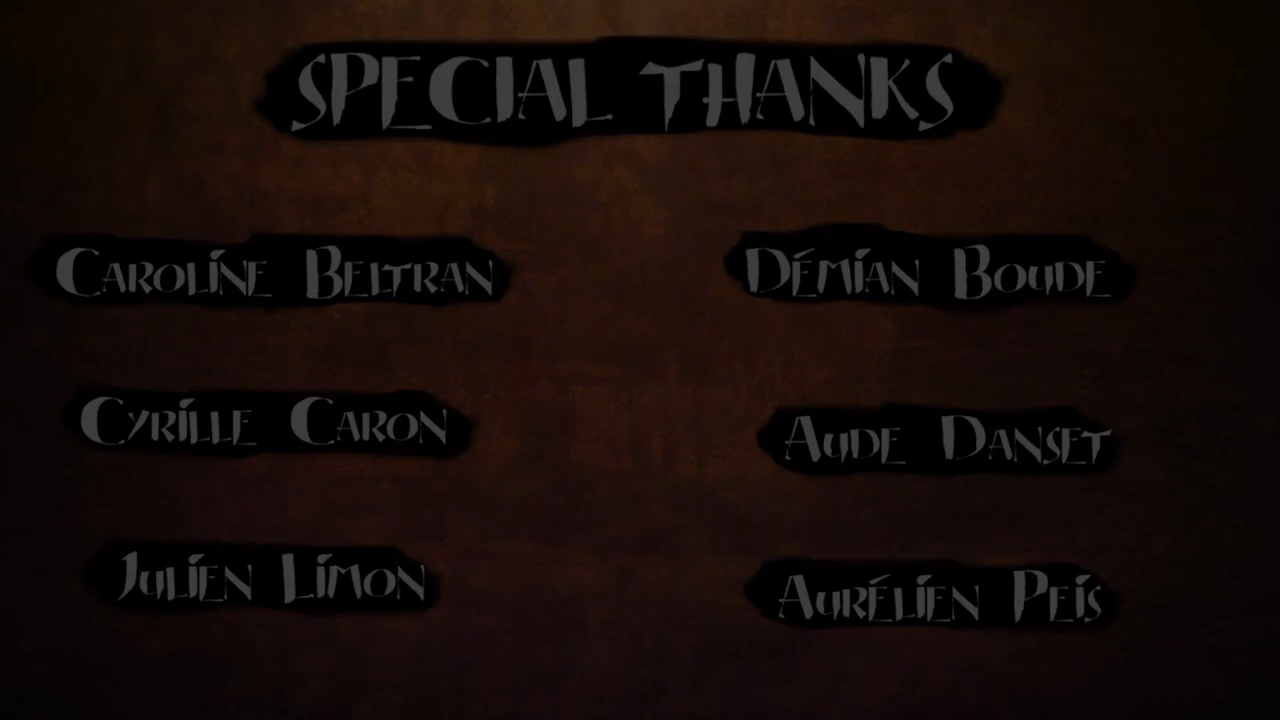 SPECIAL THANKS
CAROLINE BELTRAN
DÉMIAN BOUDE
CYRILLE CARON
AUDE DANSET
JULIEN LIMON
AURÉLIEN PEIS